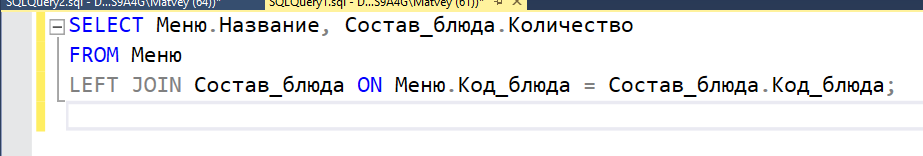 SQLQuery2.sql - D...S9A4G\Matvey (64))* SQLQuery1.sql - D...S9A4G\Matvey (61))*
SELECT Меню.Название, Состав_блюда.Количество
FROM Меню
LEFT JOIN Состав_блюда ON Меню.Код_блюда = Состав_блюда.Код_блюда;